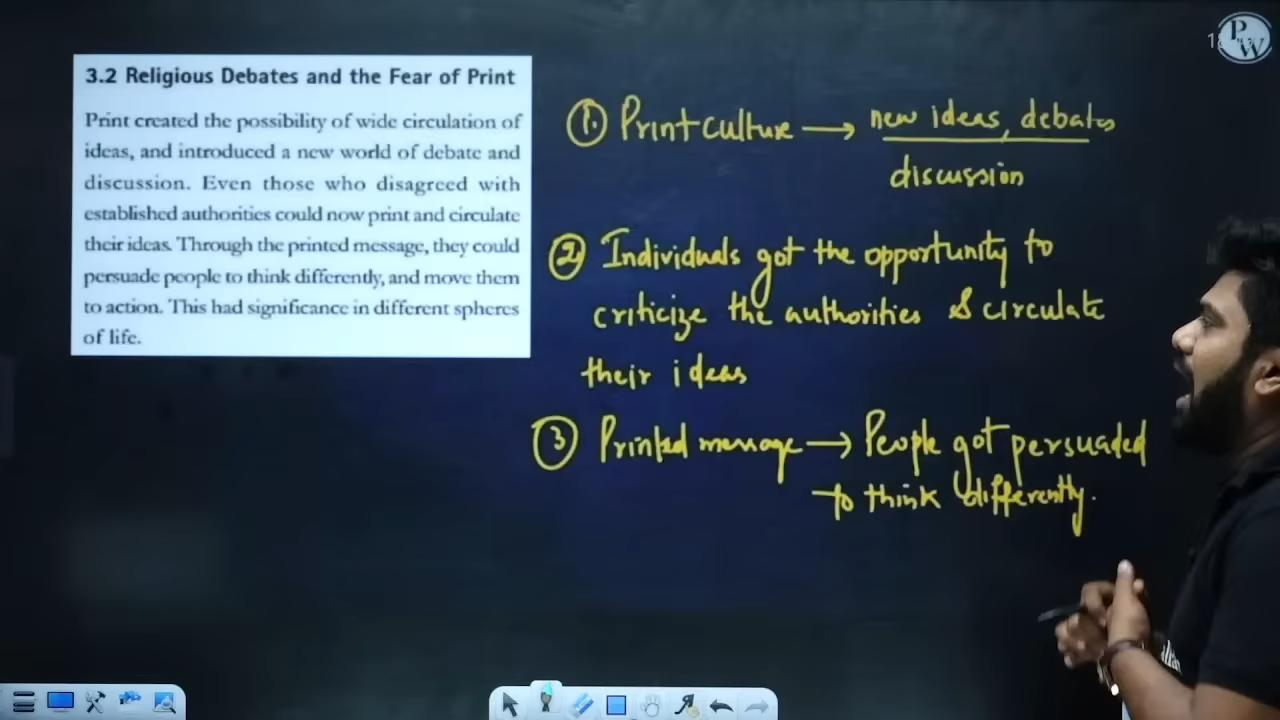 3.2 Religious Debates and the Fear of Print
Print created the possibility of wide circulation of
ideas, and introduced a new world of debate and
discussion. Even those who disagreed with
established authorities could now print and circulate
their ideas. Through the printed message, they could
persuade people to think differently, and move them
to action. This had significance in different spheres
of life.
1. Print culture → new ideas, debates
discussion
2 Individuals got the opportunity to
criticize the authorities & circulate
their ideas
3 Printed message → People got persuaded
to think differently.
PW